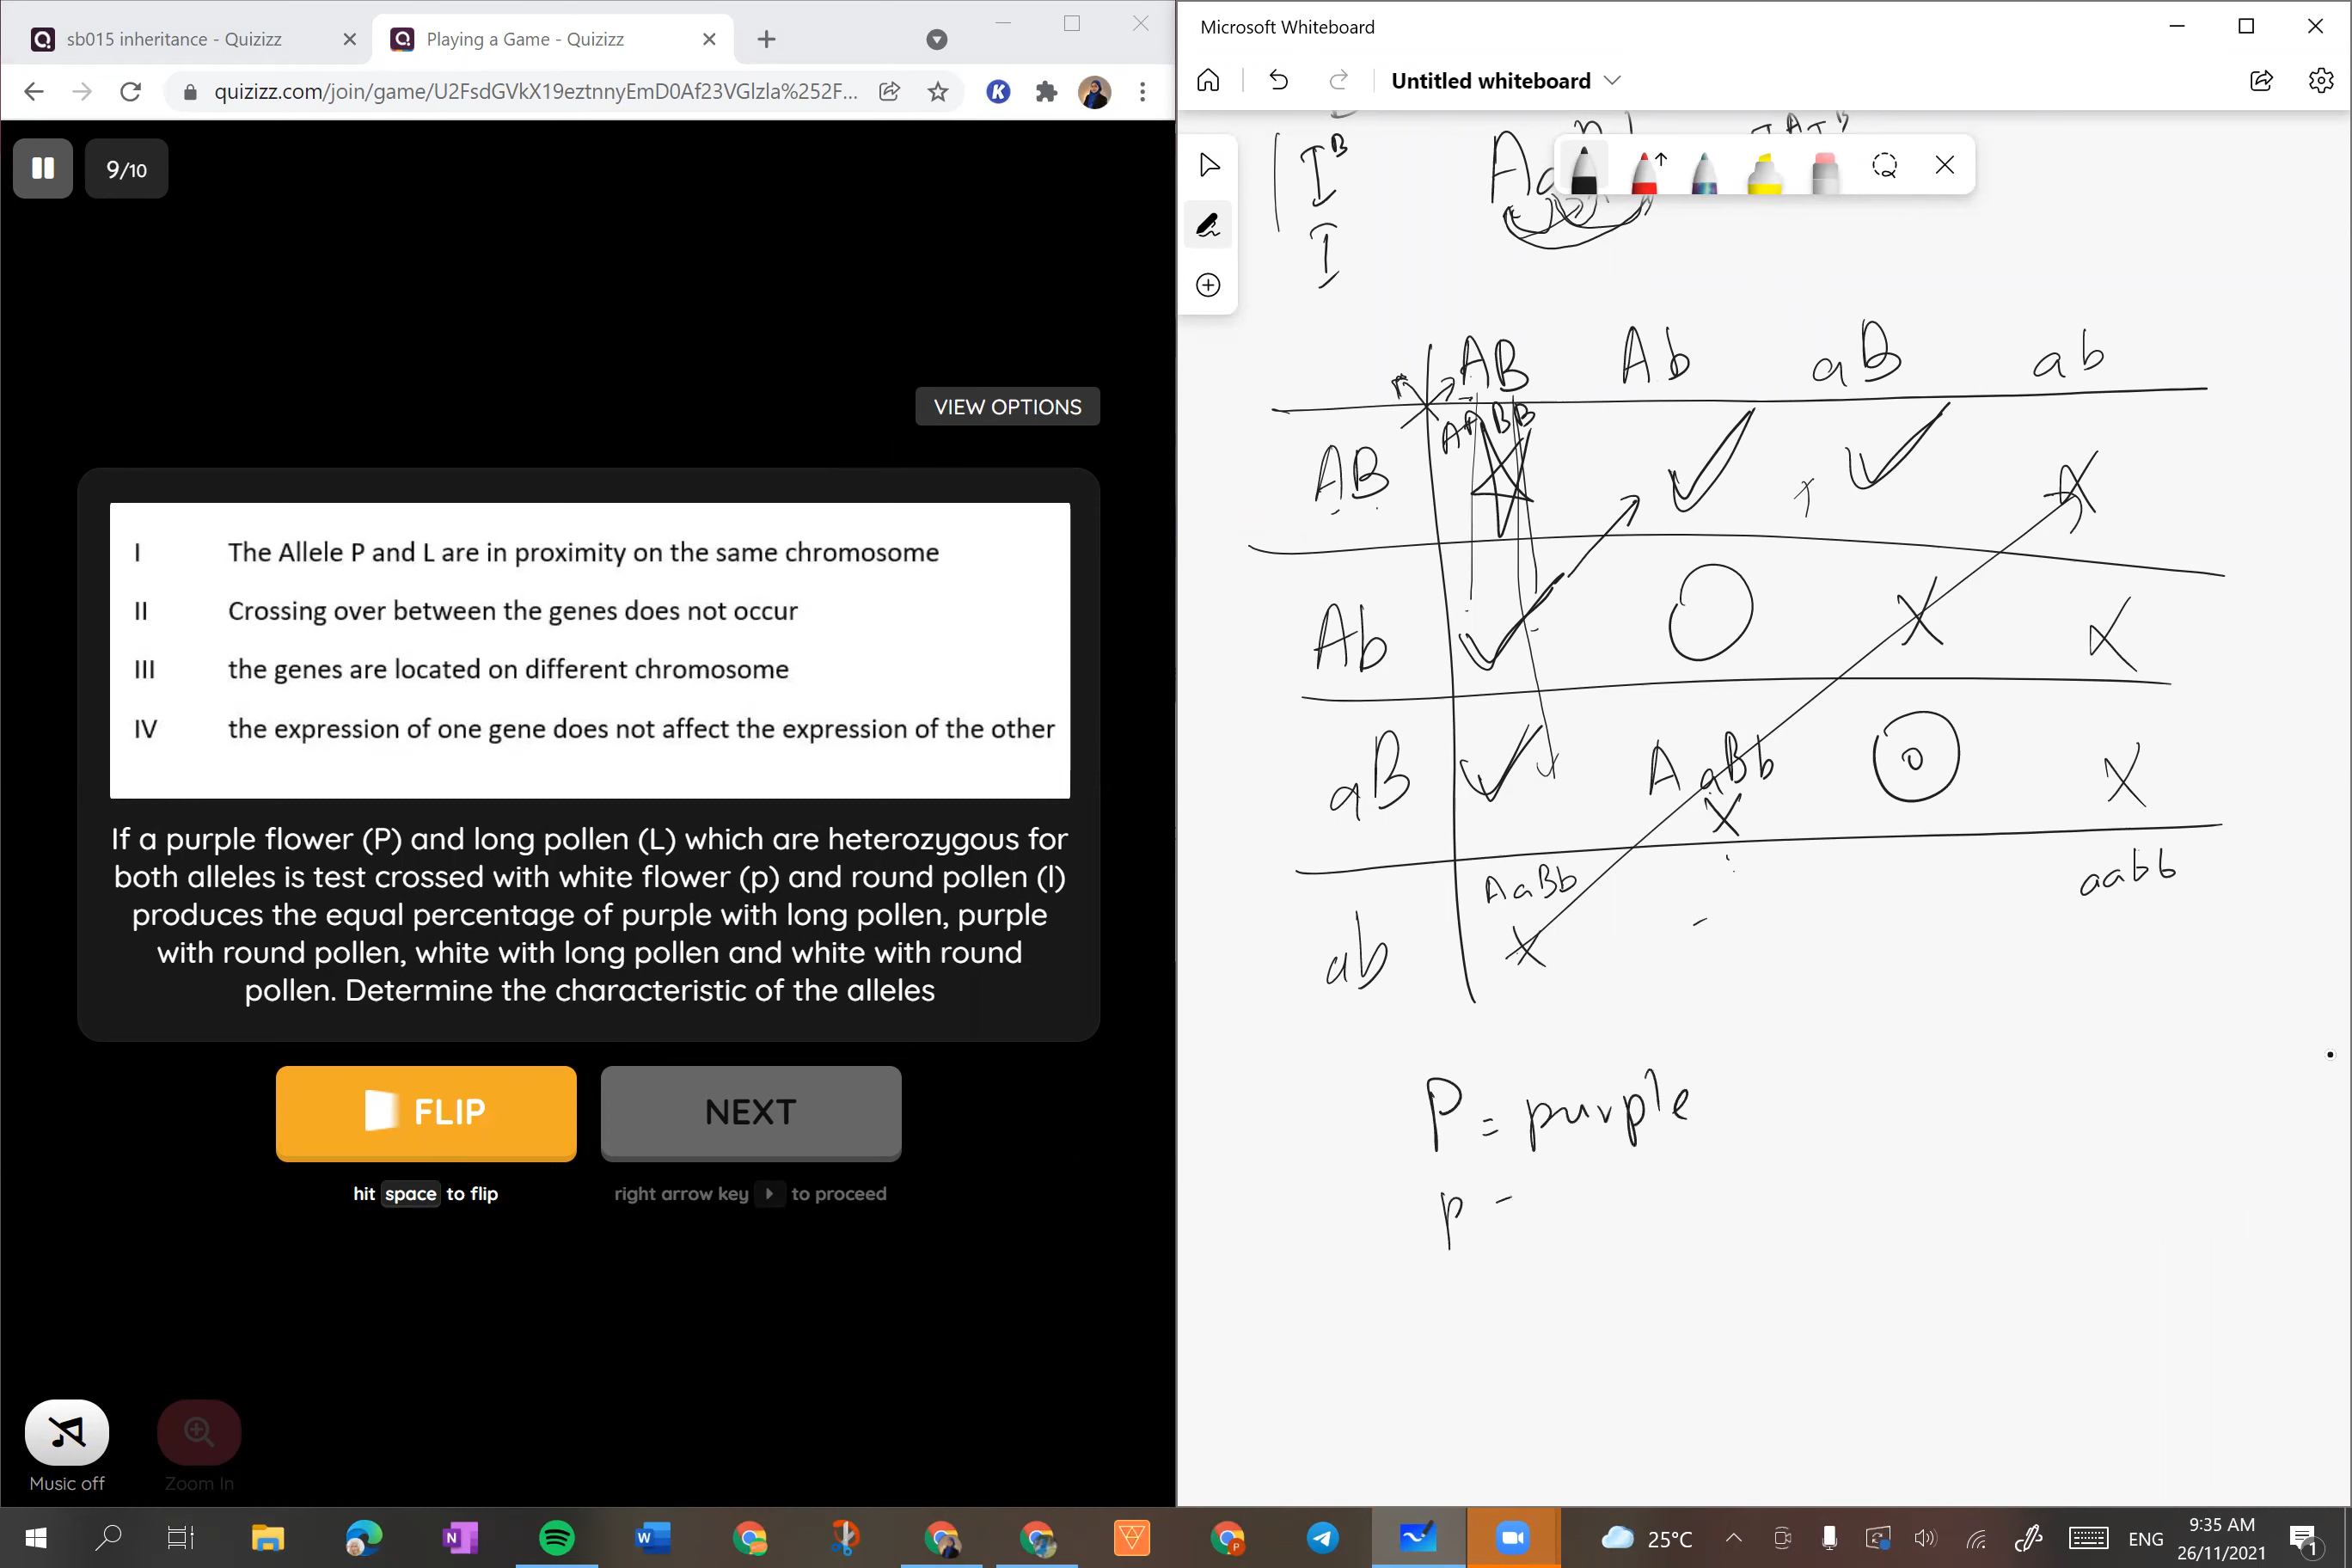 sb015 inheritance - Quizizz
Playing a Game - Quizizz
quizizz.com/join/game/U2FsdGVkX19eztnnyEmD0Af23VGlzla%252F...
9/10
VIEW OPTIONS
I The Allele P and L are in proximity on the same chromosome
II Crossing over between the genes does not occur
III the genes are located on different chromosome
IV the expression of one gene does not affect the expression of the other
If a purple flower (P) and long pollen (L) which are heterozygous for
both alleles is test crossed with white flower (p) and round pollen (l)
produces the equal percentage of purple with long pollen, purple
with round pollen, white with long pollen and white with round
pollen. Determine the characteristic of the alleles
FLIP
NEXT
hit space to flip
right arrow key to proceed
Music off
Zoom In
Microsoft Whiteboard
Untitled whiteboard
I B
I
AB Ab aB ab
AABB
AB
Ab
aB AaBb
AaBb aabb
ab
P = purple
p -
25°C
ENG
9:35 AM
26/11/2021
1